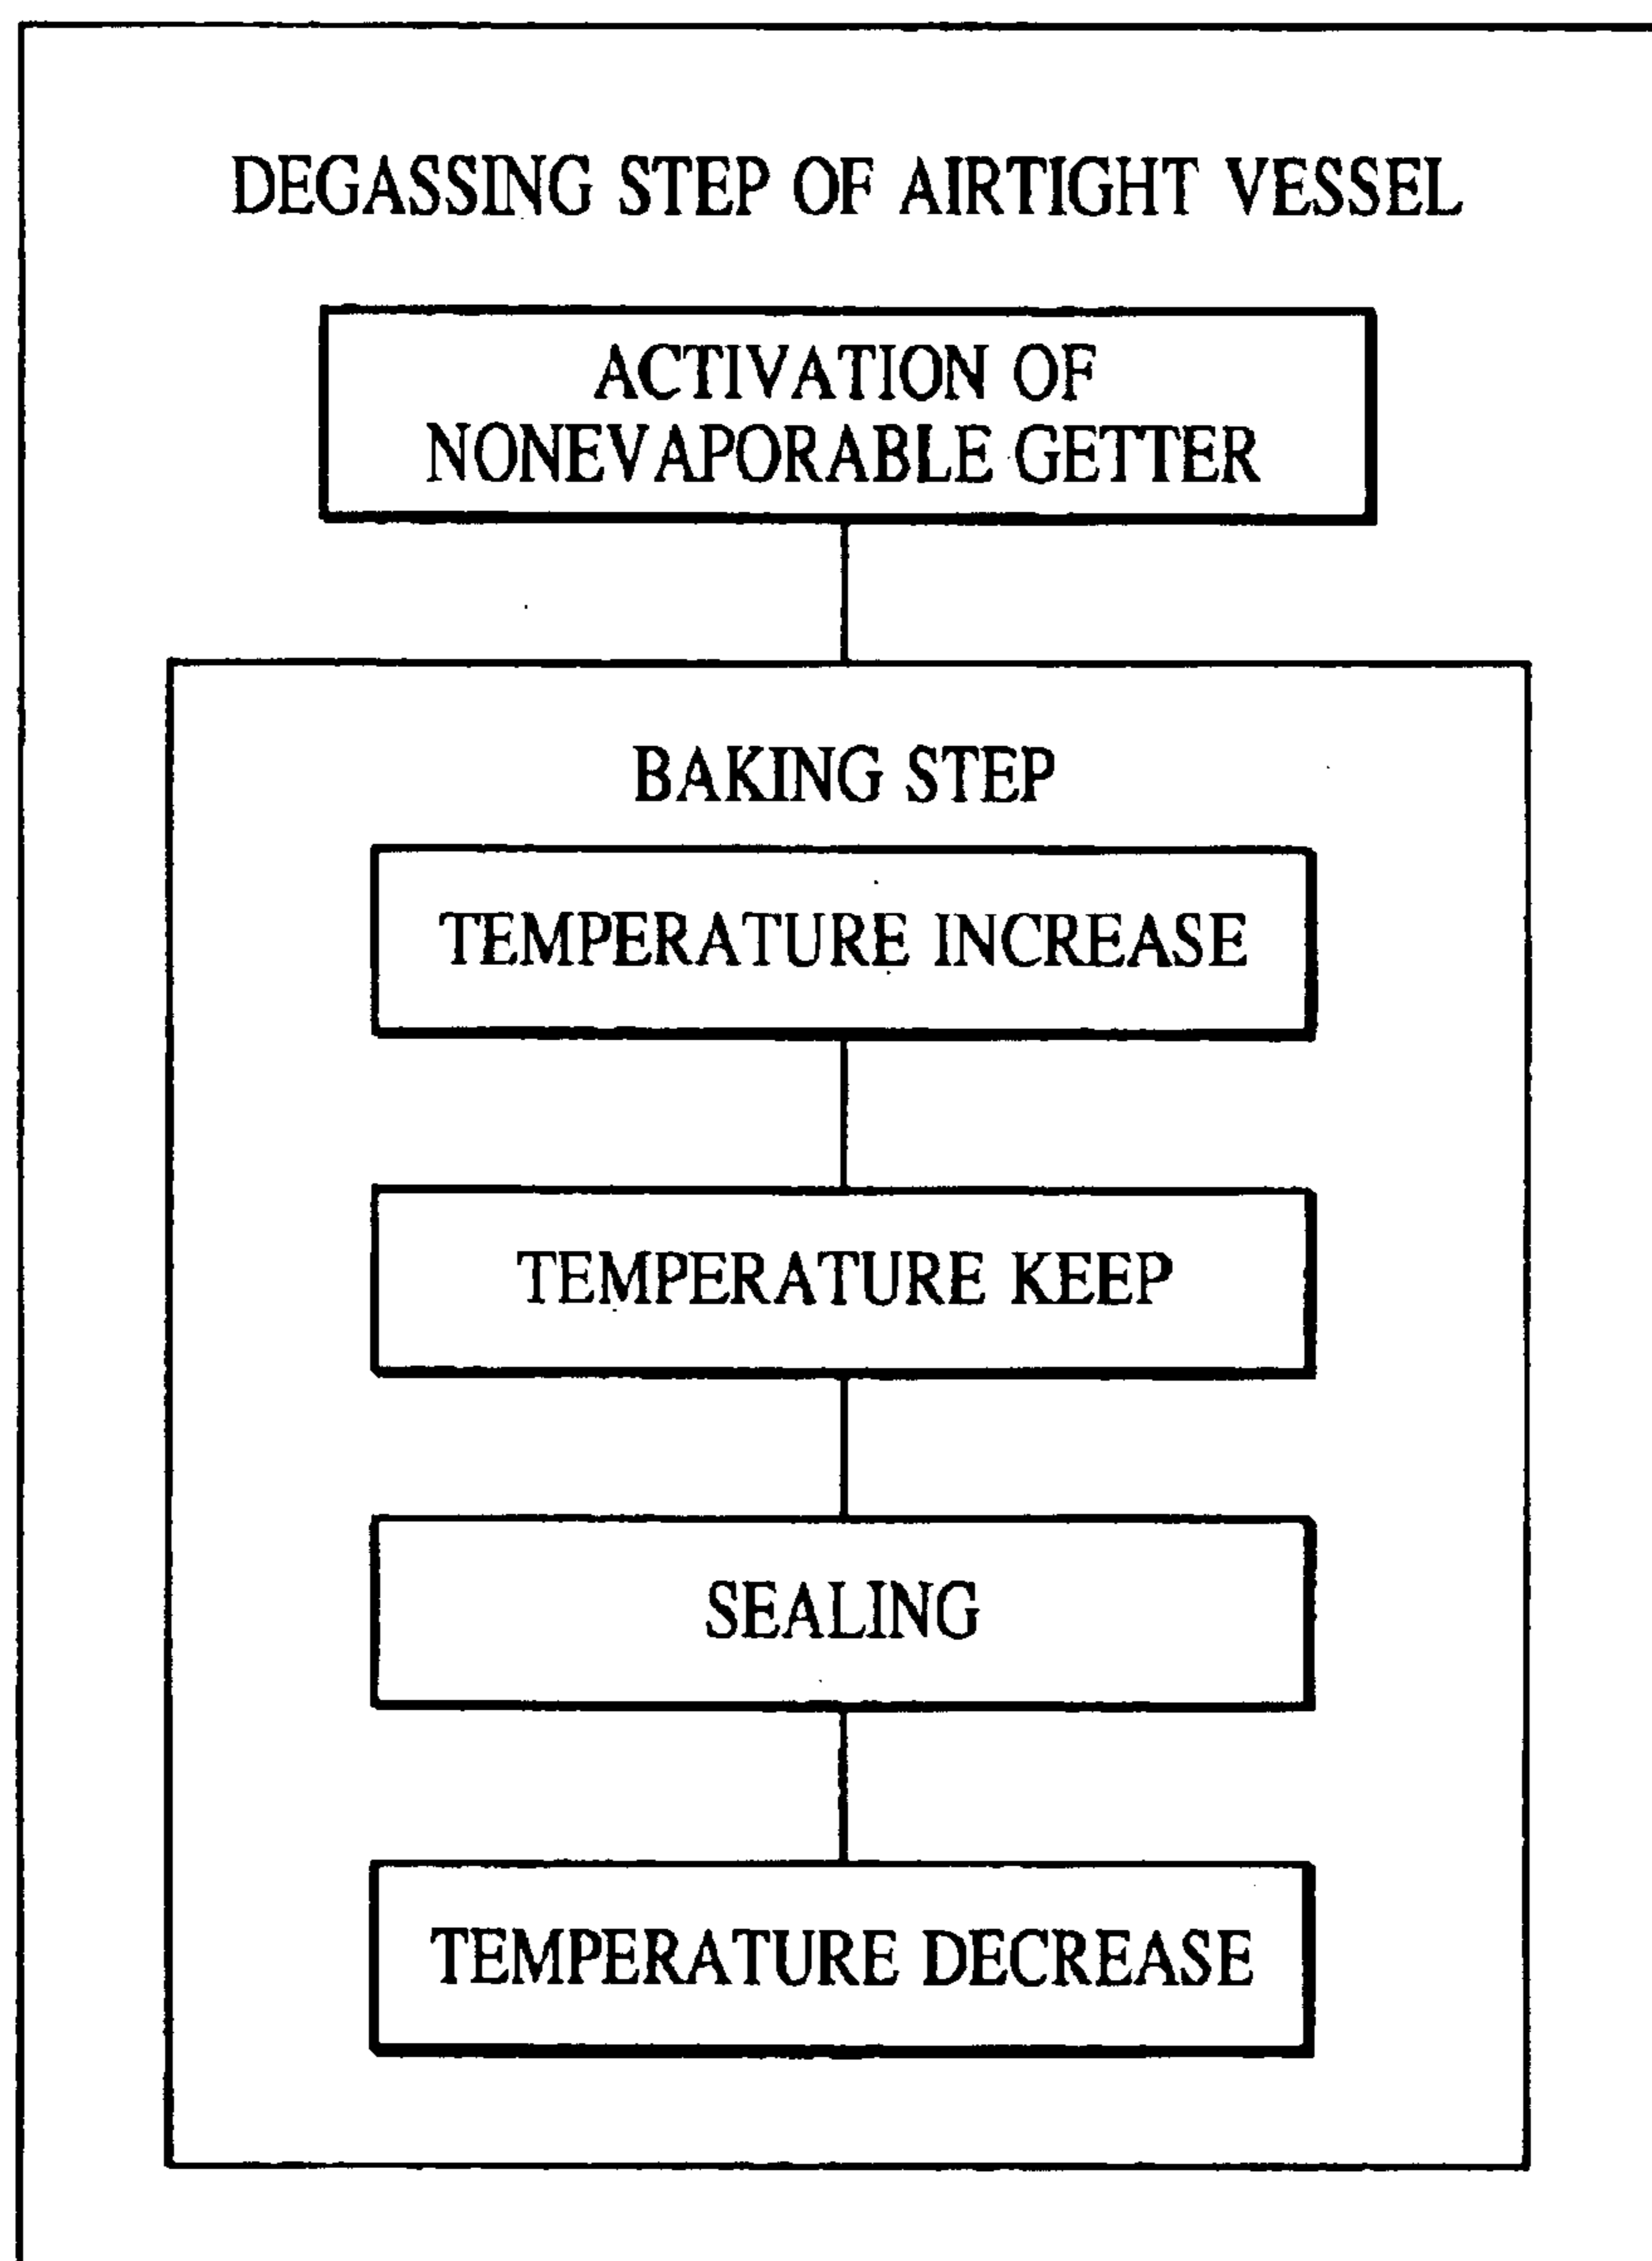 DEGASSING STEP OF AIRTIGHT VESSEL
ACTIVATION OF
NONEVAPORABLE GETTER
BAKING STEP
TEMPERATURE INCREASE
TEMPERATURE KEEP
SEALING
TEMPERATURE DECREASE